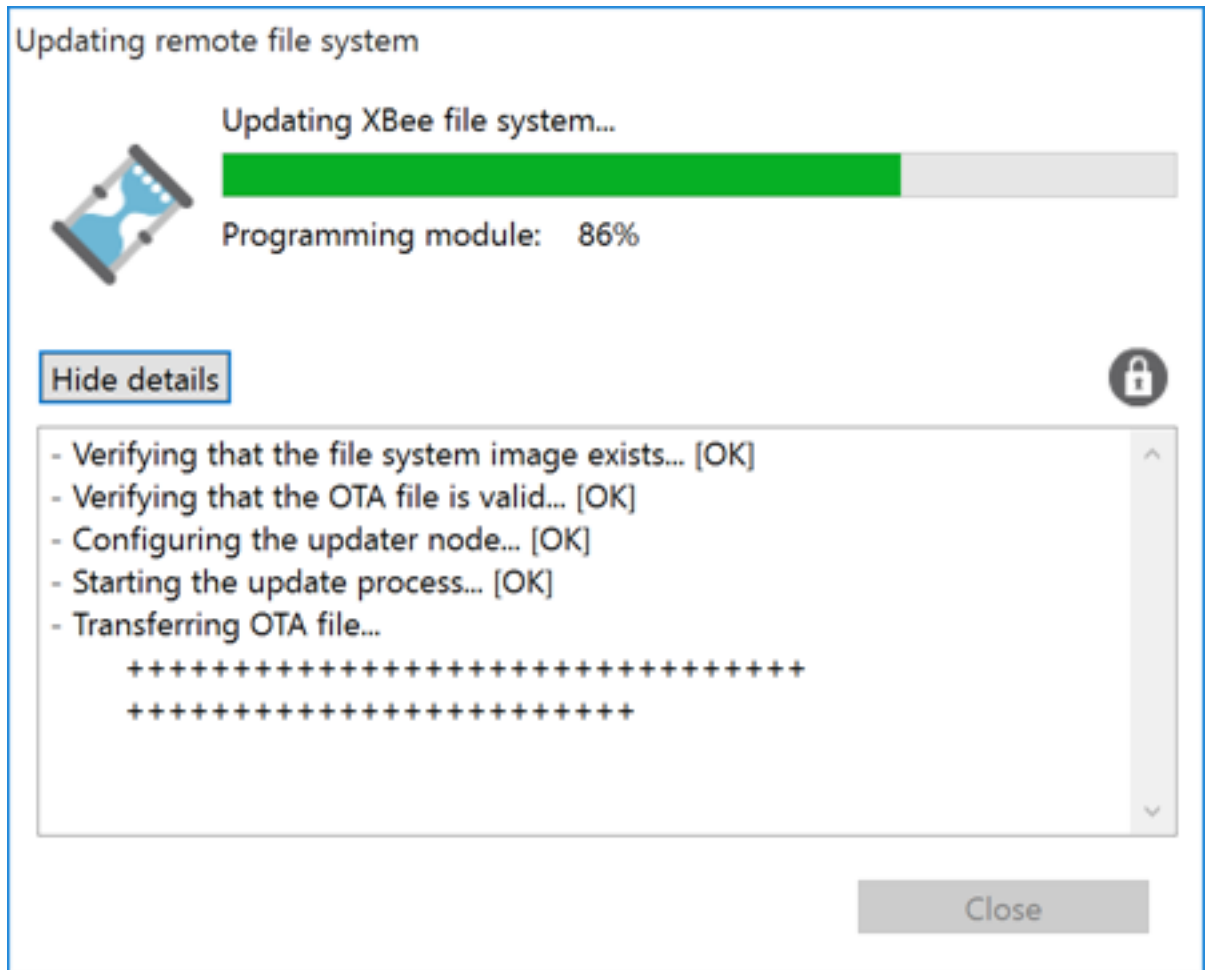 Updating remote file system
Updating XBee file system...
Programming module: 86%
Hide details
- Verifying that the file system image exists... [OK]
- Verifying that the OTA file is valid... [OK]
- Configuring the updater node... [OK]
- Starting the update process... [OK]
- Transferring OTA file...
++++++++++++++++++++++++++++++++
++++++++++++++++++++++++
Close